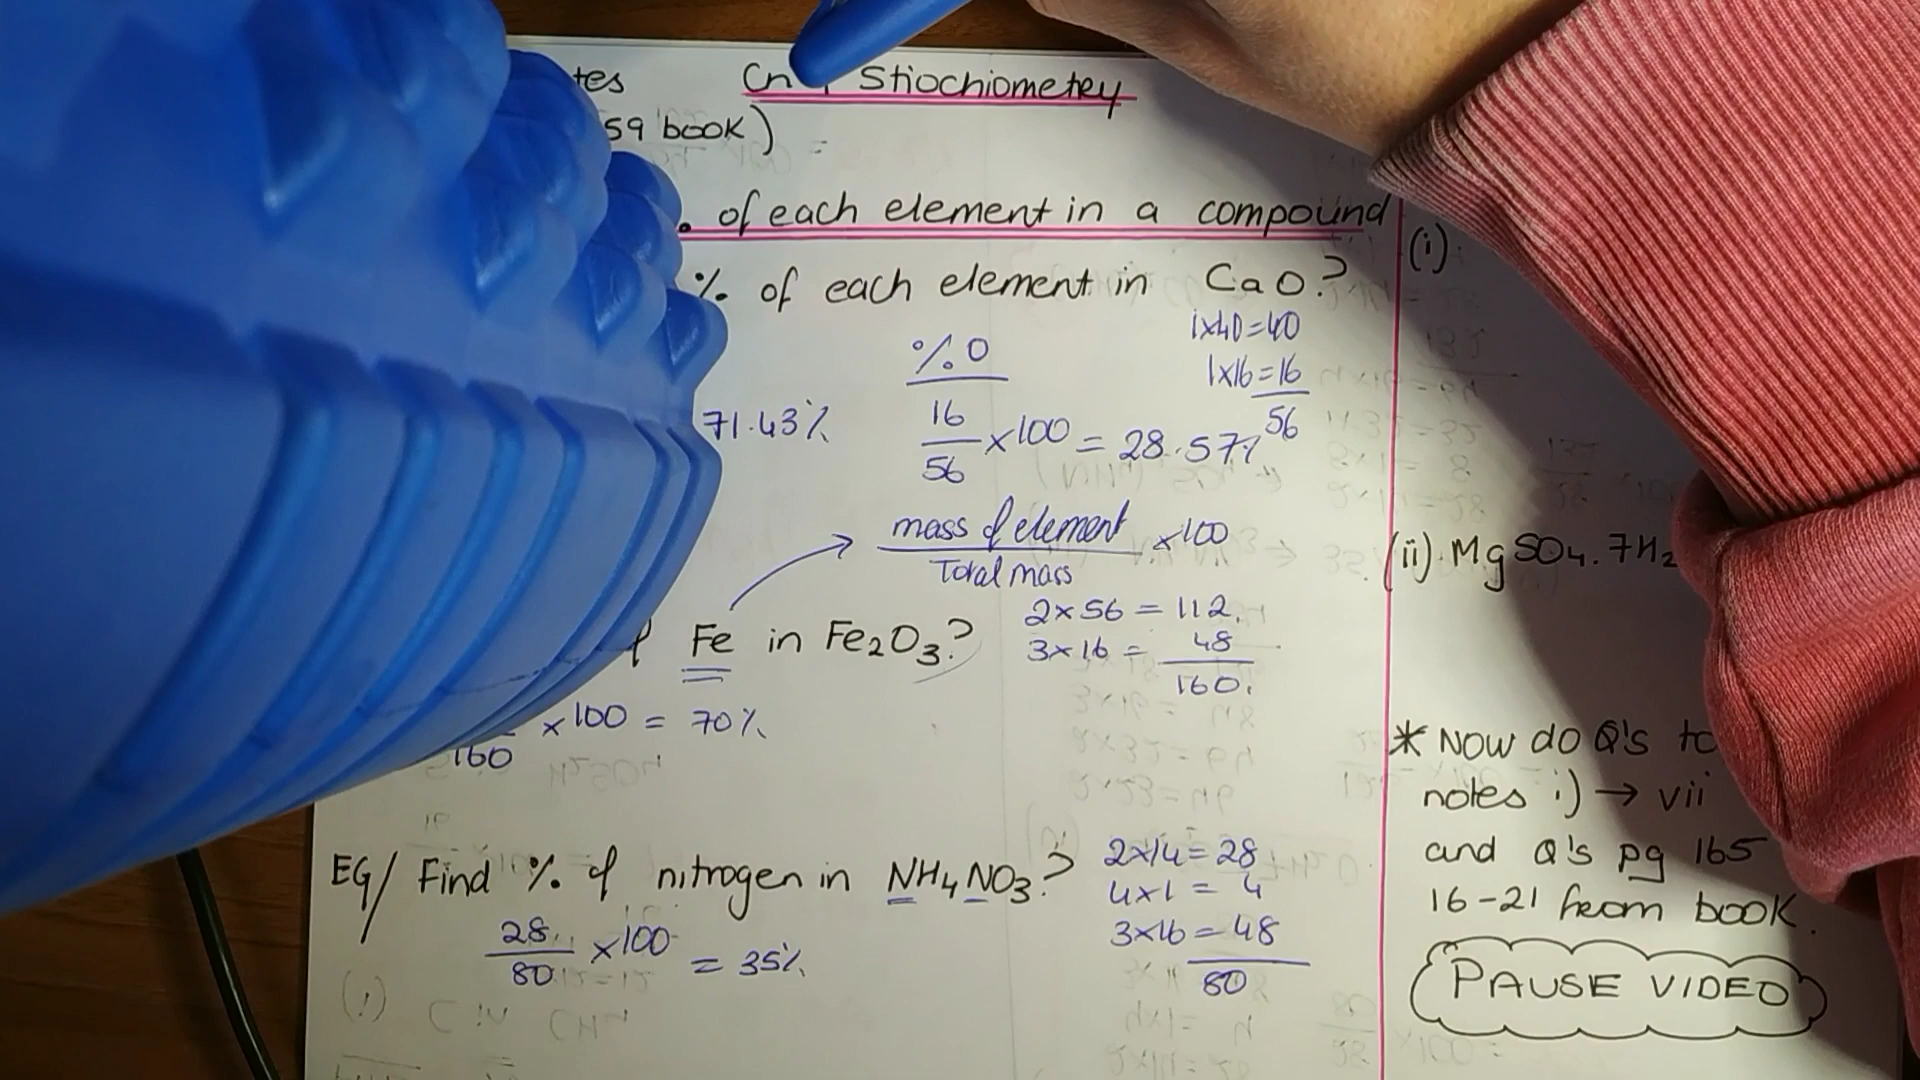 tes Stiochiometry
59 book)
. of each element in a compound
% of each element in CaO?
1x40=40
% O
1x16=16
56
71.43%
16/56 x100 = 28.57%
mass of element/Total mass x100
Fe in Fe2O3?
2x56 = 112
3x16 = 48
160
160 x100 = 70%
EG/ Find % of nitrogen in NH4NO3?
2x14=28
4x1 = 4
3x16=48
80
28/80 x100 = 35%
(i)
(ii) MgSO4.7H2
* NOW do Q's to
notes i) → vii
and Q's pg 165
16-21 from book.
PAUSE VIDEO